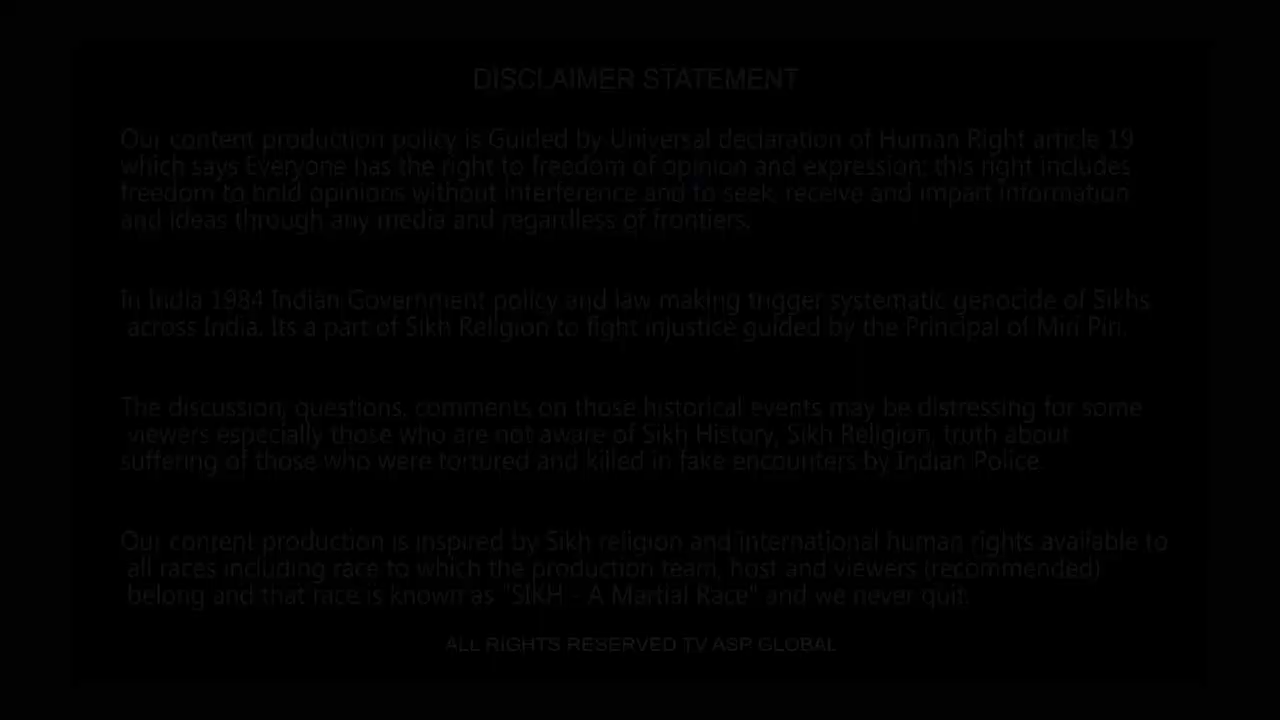 DISCLAIMER STATEMENT
Our content production policy is Guided by Universal declaration of Human Right article 19
which says Everyone has the right to freedom of opinion and expression; this right includes
freedom to hold opinions without interference and to seek, receive and impart information
and ideas through any media and regardless of frontiers.
In India 1984 Indian Government policy and law making trigger systematic genocide of Sikhs
across India. Its a part of Sikh Religion to fight injustice guided by the Principal of Miri Piri.
The discussion, questions, comments on those historical events may be distressing for some
viewers especially those who are not aware of Sikh History, Sikh Religion, truth about
suffering of those who were tortured and killed in fake encounters by Indian Police.
Our content production is inspired by Sikh religion and international human rights available to
all races including race to which the production team, host and viewers (recommended)
belong and that race is known as "SIKH - A Martial Race" and we never quit.
ALL RIGHTS RESERVED TV ASP GLOBAL